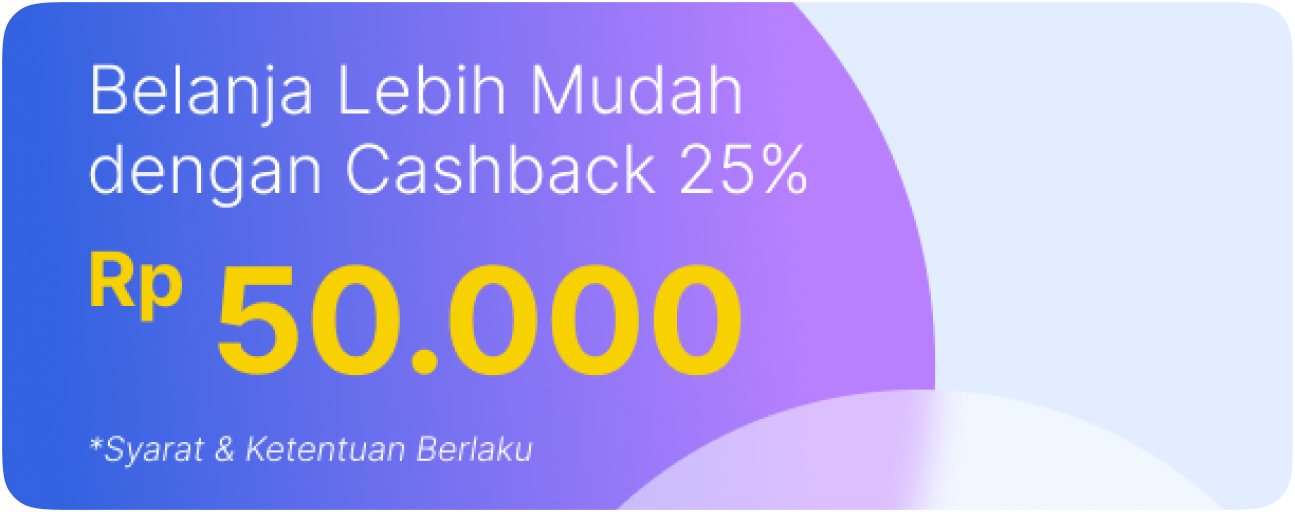 Belanja Lebih Mudah
dengan Cashback 25%
Rp 50.000
*Syarat & Ketentuan Berlaku